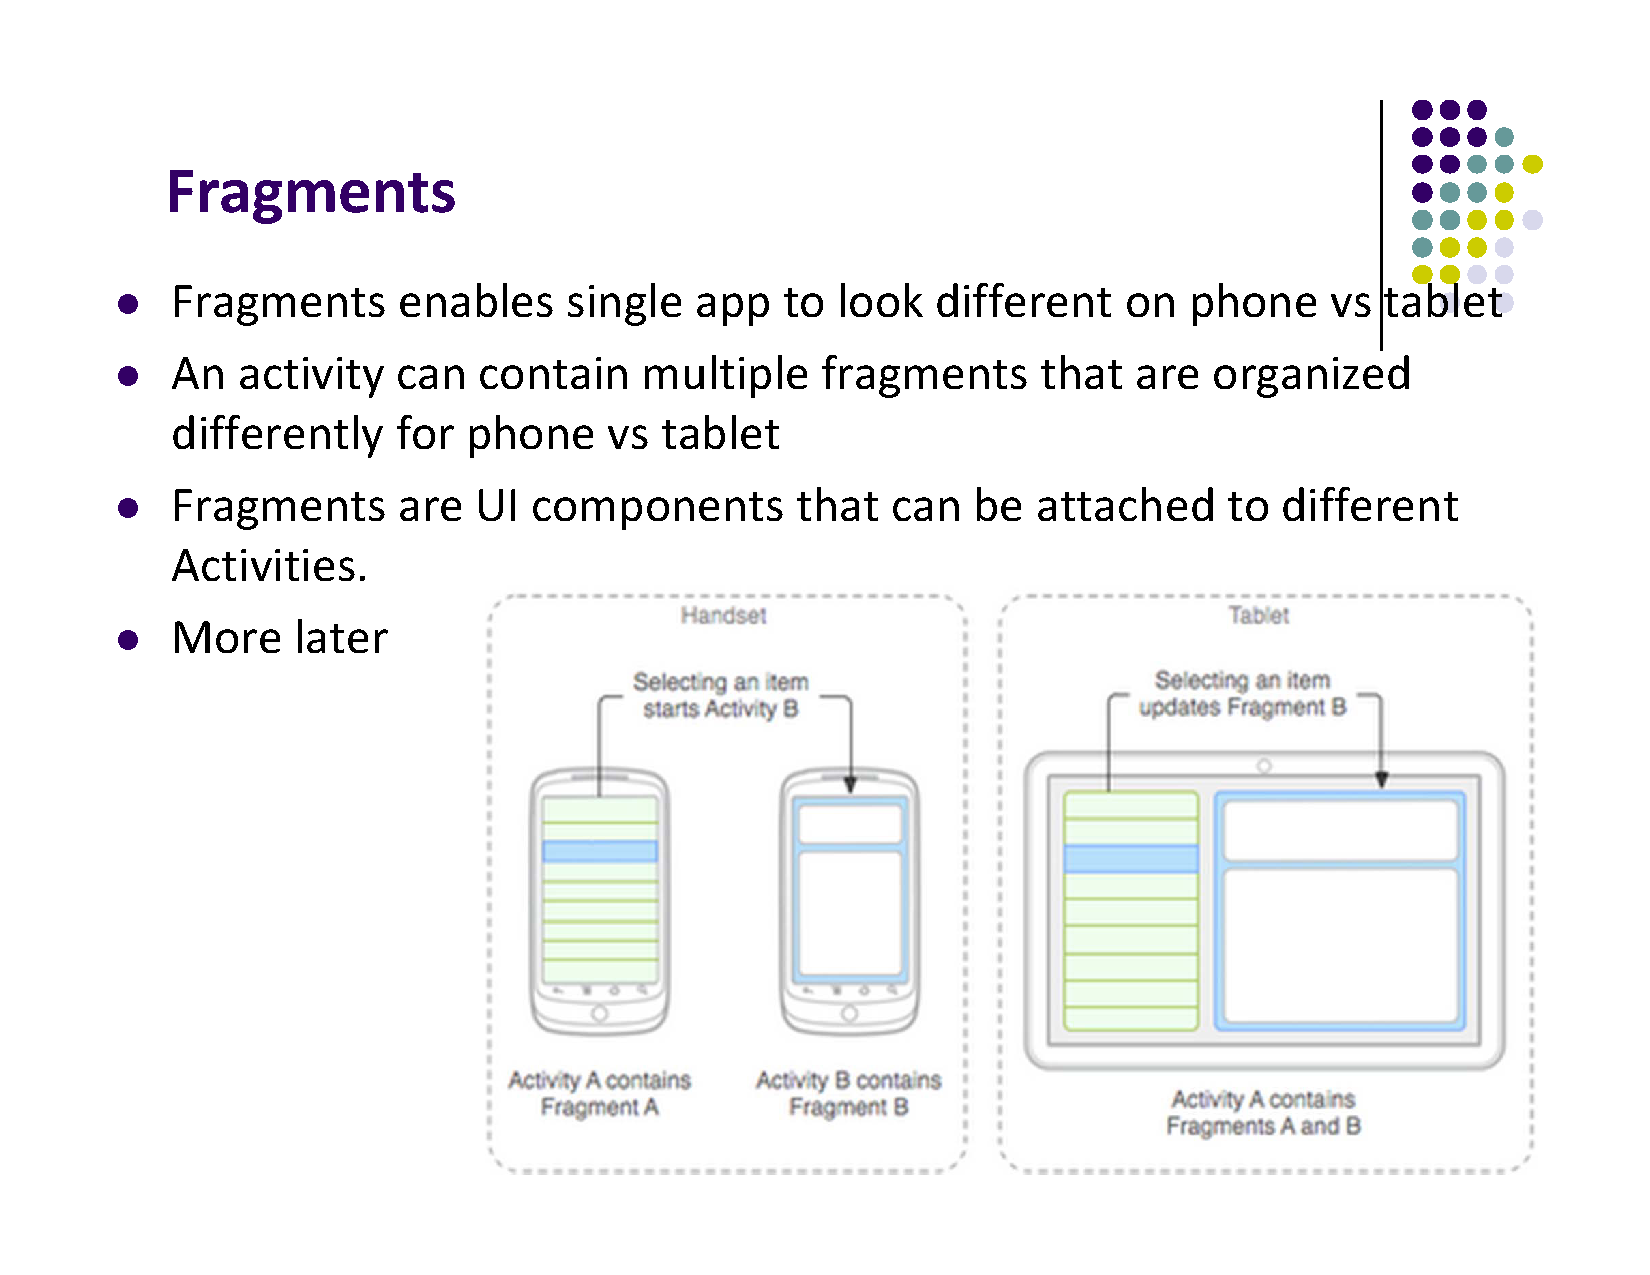 Fragments
Fragments enables single app to look different on phone vs tablet
An activity can contain multiple fragments that are organized
differently for phone vs tablet
Fragments are UI components that can be attached to different
Activities.
More later
Handset
Selecting an item
starts Activity B
Activity A contains
Fragment A
Activity B contains
Fragment B
Tablet
Selecting an item
updates Fragment B
Activity A contains
Fragments A and B